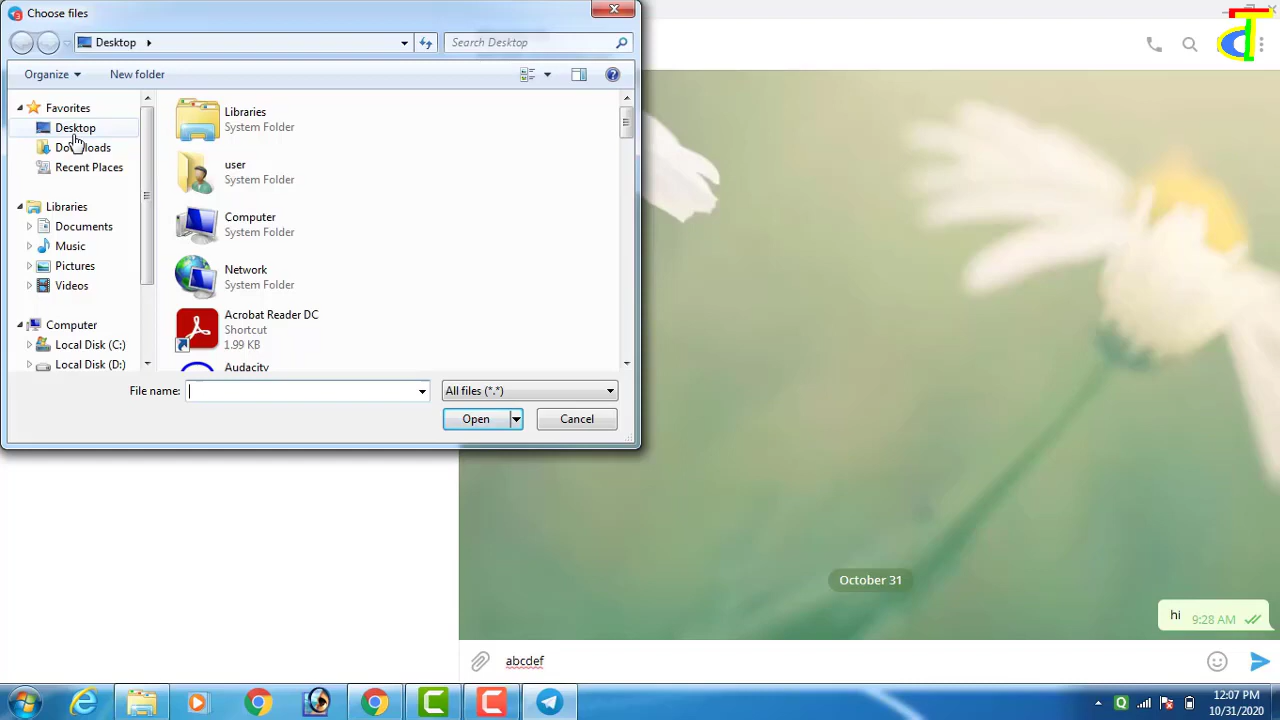 Choose files
Desktop
Search Desktop
Organize
New folder
Favorites
Desktop
Downloads
Recent Places
Libraries
Documents
Music
Pictures
Videos
Computer
Local Disk (C:)
Local Disk (D:)
Libraries
System Folder
user
System Folder
Computer
System Folder
Network
System Folder
Acrobat Reader DC
Shortcut
1.99 KB
Audacity
File name:
All files (*.*)
Open
Cancel
October 31
hi
9:28 AM
abcdef
12:07 PM
10/31/2020